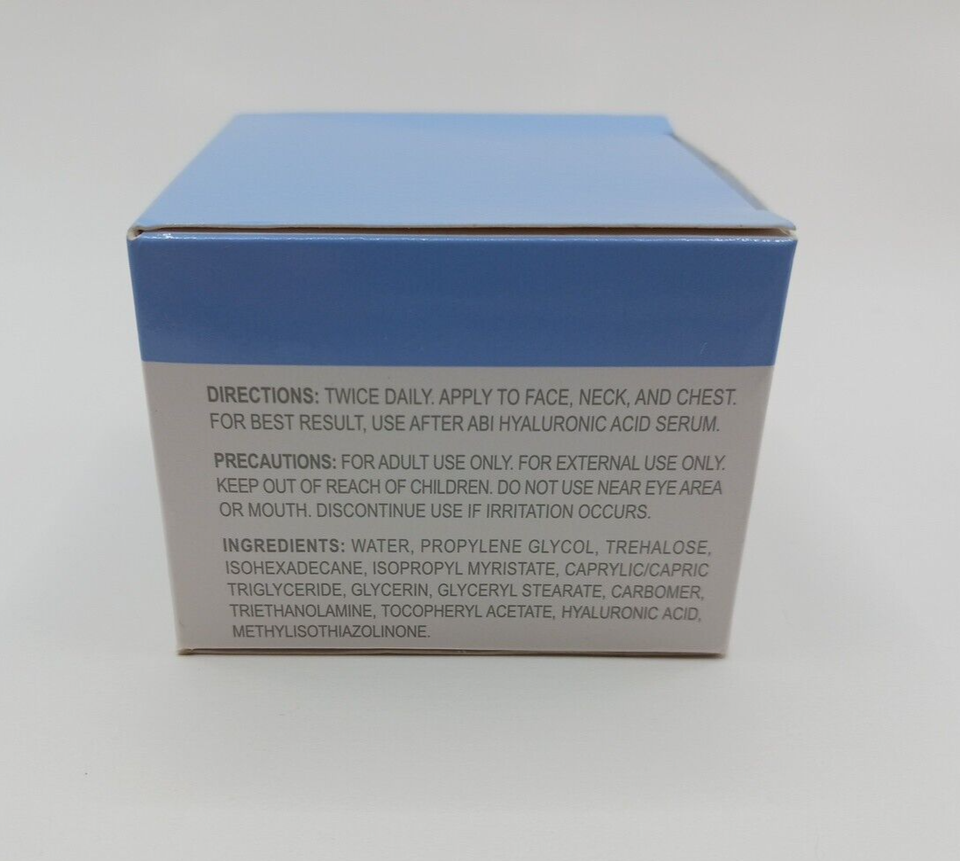 DIRECTIONS: TWICE DAILY. APPLY TO FACE, NECK, AND CHEST.
FOR BEST RESULT, USE AFTER ABI HYALURONIC ACID SERUM.
PRECAUTIONS: FOR ADULT USE ONLY. FOR EXTERNAL USE ONLY.
KEEP OUT OF REACH OF CHILDREN. DO NOT USE NEAR EYE AREA
OR MOUTH. DISCONTINUE USE IF IRRITATION OCCURS.
INGREDIENTS: WATER, PROPYLENE GLYCOL, TREHALOSE,
ISOHEXADECANE, ISOPROPYL MYRISTATE, CAPRYLIC/CAPRIC
TRIGLYCERIDE, GLYCERIN, GLYCERYL STEARATE, CARBOMER,
TRIETHANOLAMINE, TOCOPHERYL ACETATE, HYALURONIC ACID,
METHYLISOTHIAZOLINONE.